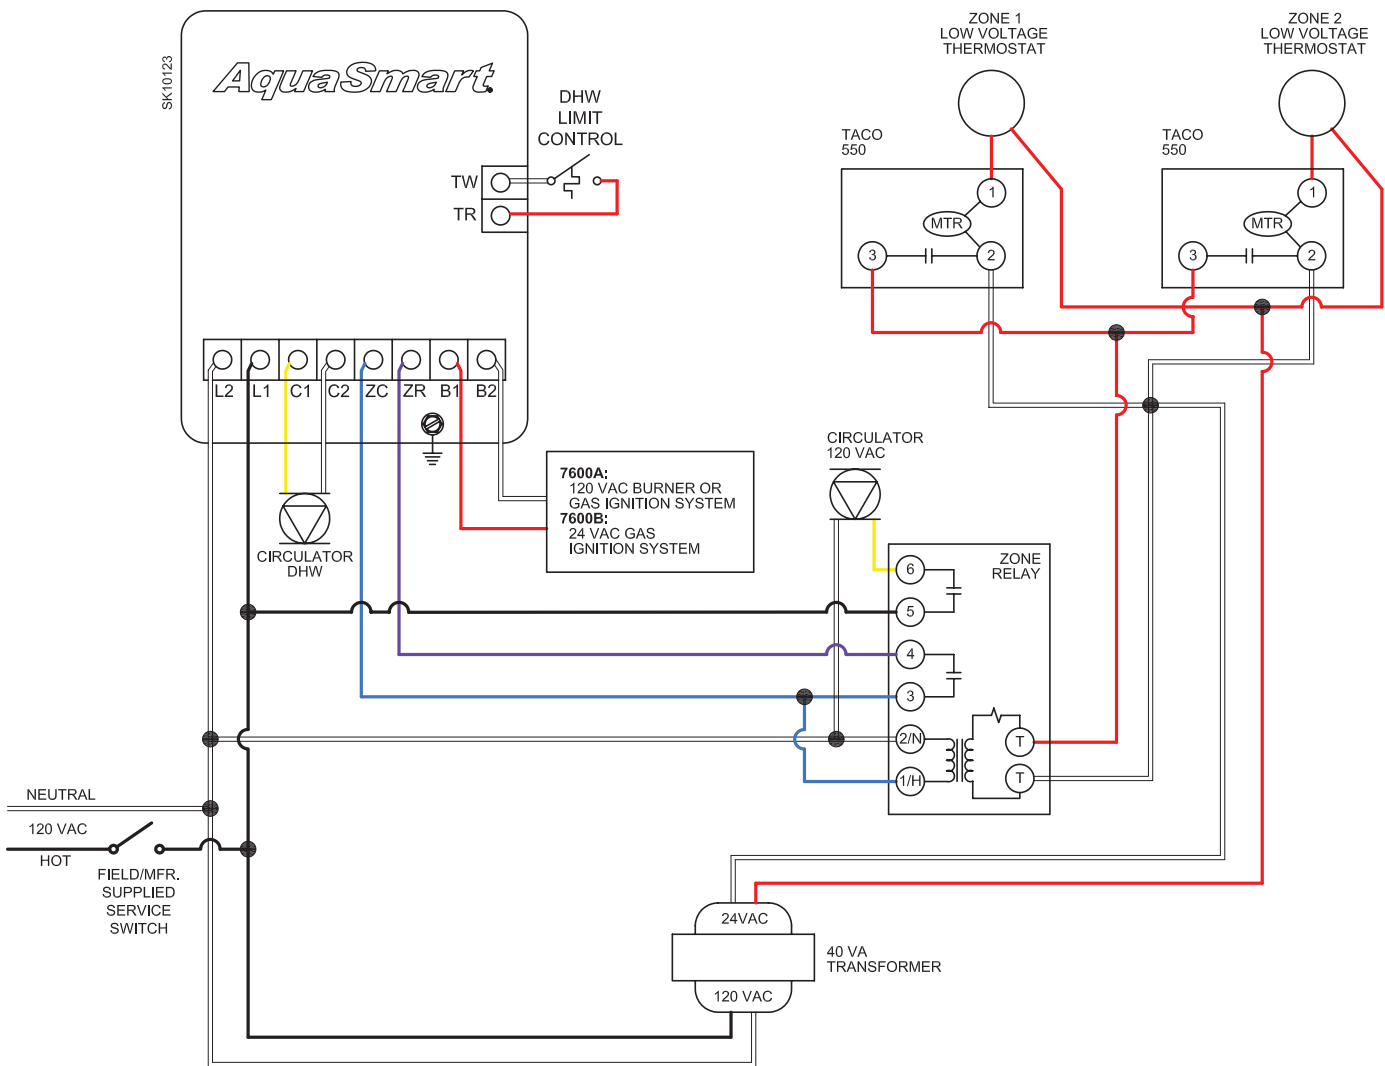 SK10123
AquaSmart
DHW
LIMIT
CONTROL
TW
TR
L2 L1 C1 C2 ZC ZR B1 B2
CIRCULATOR
DHW
7600A:
120 VAC BURNER OR
GAS IGNITION SYSTEM
7600B:
24 VAC GAS
IGNITION SYSTEM
ZONE 1
LOW VOLTAGE
THERMOSTAT
TACO
550
1
MTR
3
2
ZONE 2
LOW VOLTAGE
THERMOSTAT
TACO
550
1
MTR
3
2
CIRCULATOR
120 VAC
ZONE
RELAY
6
5
4
3
2/N
1/H
T
T
NEUTRAL
120 VAC
HOT
FIELD/MFR.
SUPPLIED
SERVICE
SWITCH
24VAC
40 VA
TRANSFORMER
120 VAC